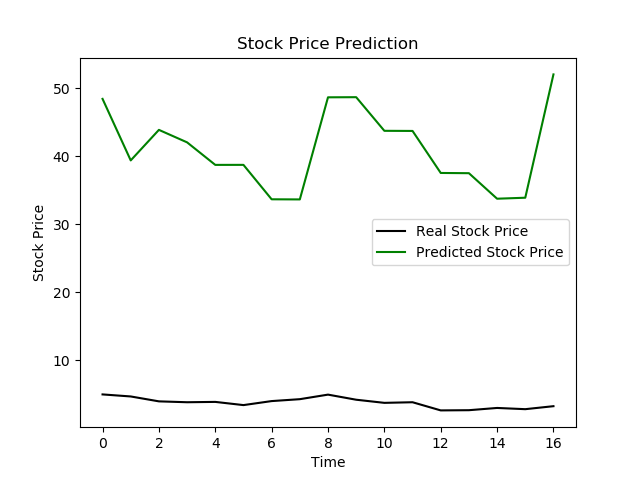 Stock Price Prediction
50
40
30
20
10
Stock Price
Real Stock Price
Predicted Stock Price
0 2 4 6 8 10 12 14 16
Time